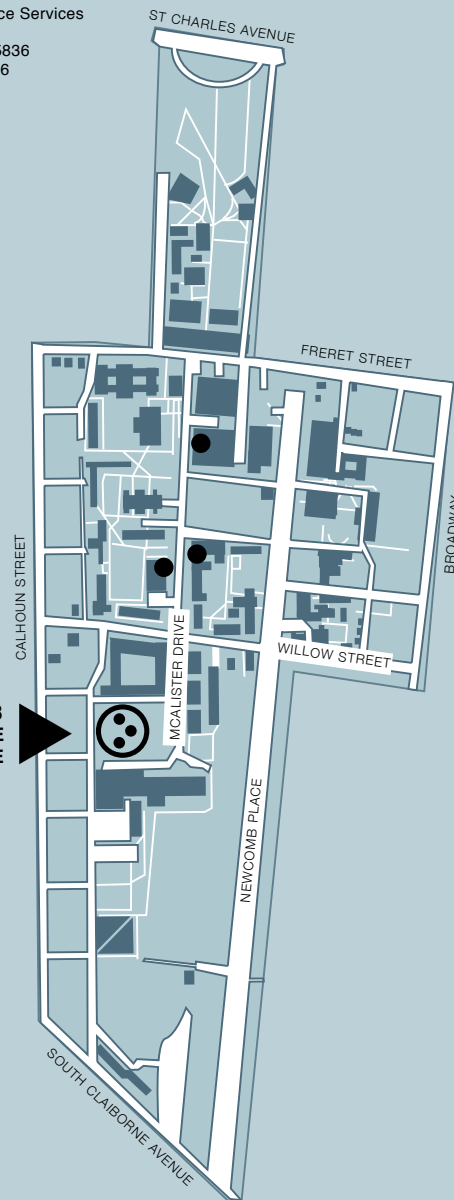 ce Services
5836
6
ST CHARLES AVENUE
FRERET STREET
BROADWAY
CALHOUN STREET
MCALISTER DRIVE
WILLOW STREET
NEWCOMB PLACE
SOUTH CLAIBORNE AVENUE